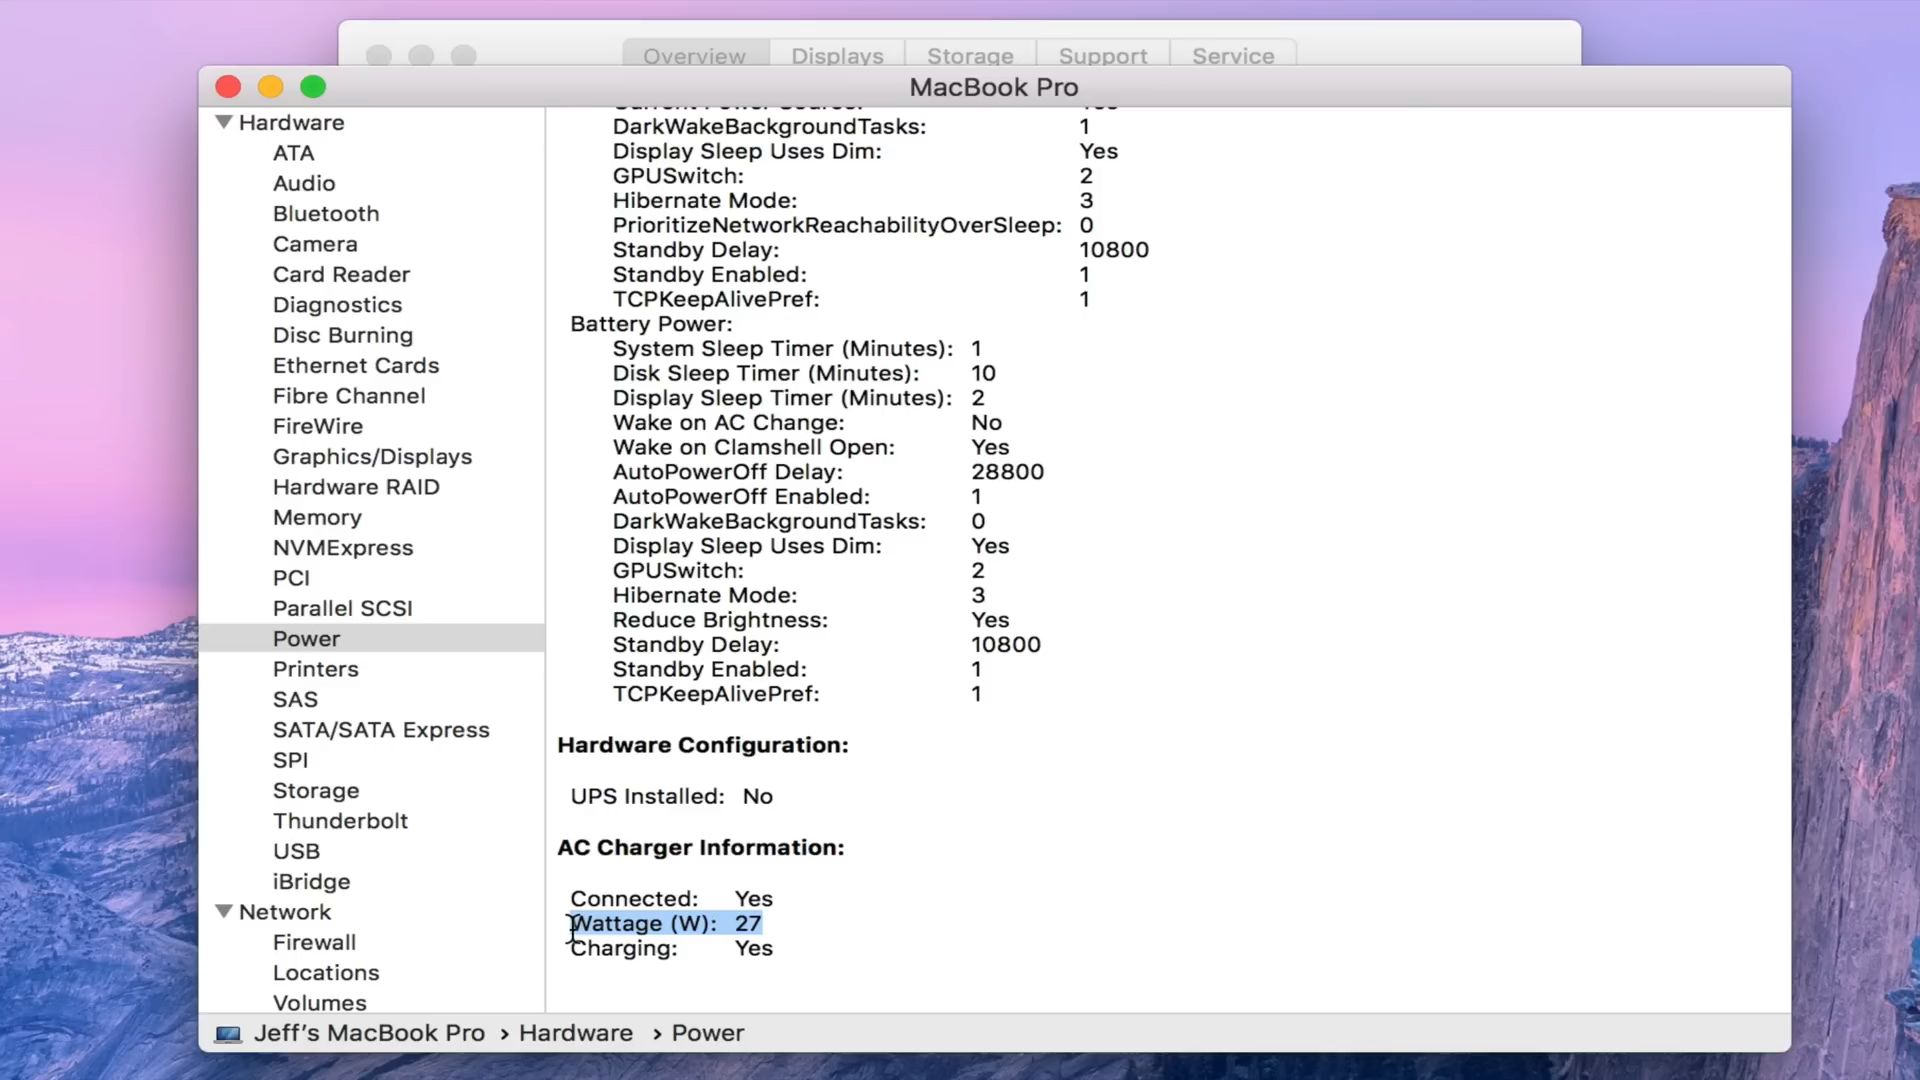 Overview Displays Storage Support Service
MacBook Pro
Hardware
ATA
Audio
Bluetooth
Camera
Card Reader
Diagnostics
Disc Burning
Ethernet Cards
Fibre Channel
FireWire
Graphics/Displays
Hardware RAID
Memory
NVMExpress
PCI
Parallel SCSI
Power
Printers
SAS
SATA/SATA Express
SPI
Storage
Thunderbolt
USB
iBridge
Network
Firewall
Locations
Volumes
Current Power Source: Yes
DarkWakeBackgroundTasks: 1
Display Sleep Uses Dim: Yes
GPUSwitch: 2
Hibernate Mode: 3
PrioritizeNetworkReachabilityOverSleep: 0
Standby Delay: 10800
Standby Enabled: 1
TCPKeepAlivePref: 1
Battery Power:
System Sleep Timer (Minutes): 1
Disk Sleep Timer (Minutes): 10
Display Sleep Timer (Minutes): 2
Wake on AC Change: No
Wake on Clamshell Open: Yes
AutoPowerOff Delay: 28800
AutoPowerOff Enabled: 1
DarkWakeBackgroundTasks: 0
Display Sleep Uses Dim: Yes
GPUSwitch: 2
Hibernate Mode: 3
Reduce Brightness: Yes
Standby Delay: 10800
Standby Enabled: 1
TCPKeepAlivePref: 1
Hardware Configuration:
UPS Installed: No
AC Charger Information:
Connected: Yes
Wattage (W): 27
Charging: Yes
Jeff's MacBook Pro › Hardware › Power